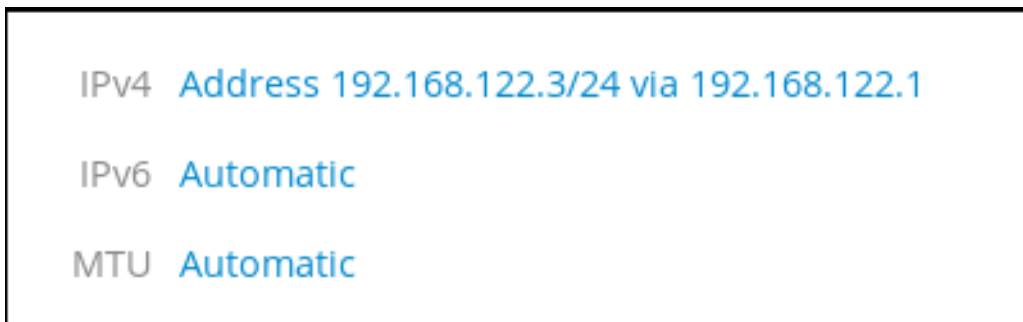 IPv4 Address 192.168.122.3/24 via 192.168.122.1
IPv6 Automatic
MTU Automatic